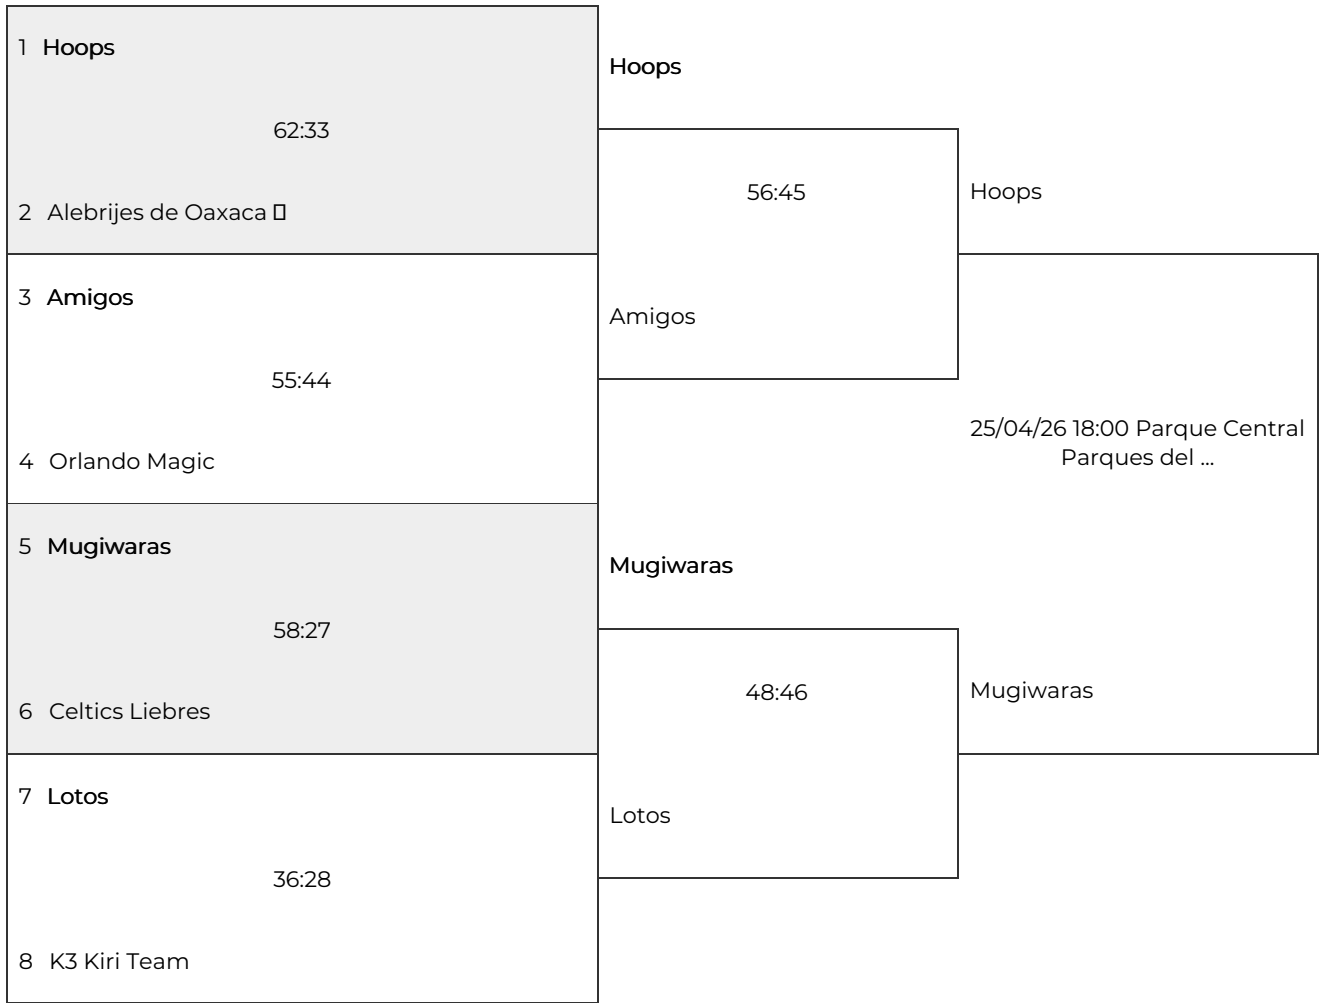 1 Hoops
62:33
2 Alebrijes de Oaxaca
3 Amigos
55:44
4 Orlando Magic
5 Mugiwaras
58:27
6 Celtics Liebres
7 Lotos
36:28
8 K3 Kiri Team
Hoops
56:45
Amigos
Mugiwaras
48:46
Lotos
Hoops
25/04/26 18:00 Parque Central
Parques del ...
Mugiwaras